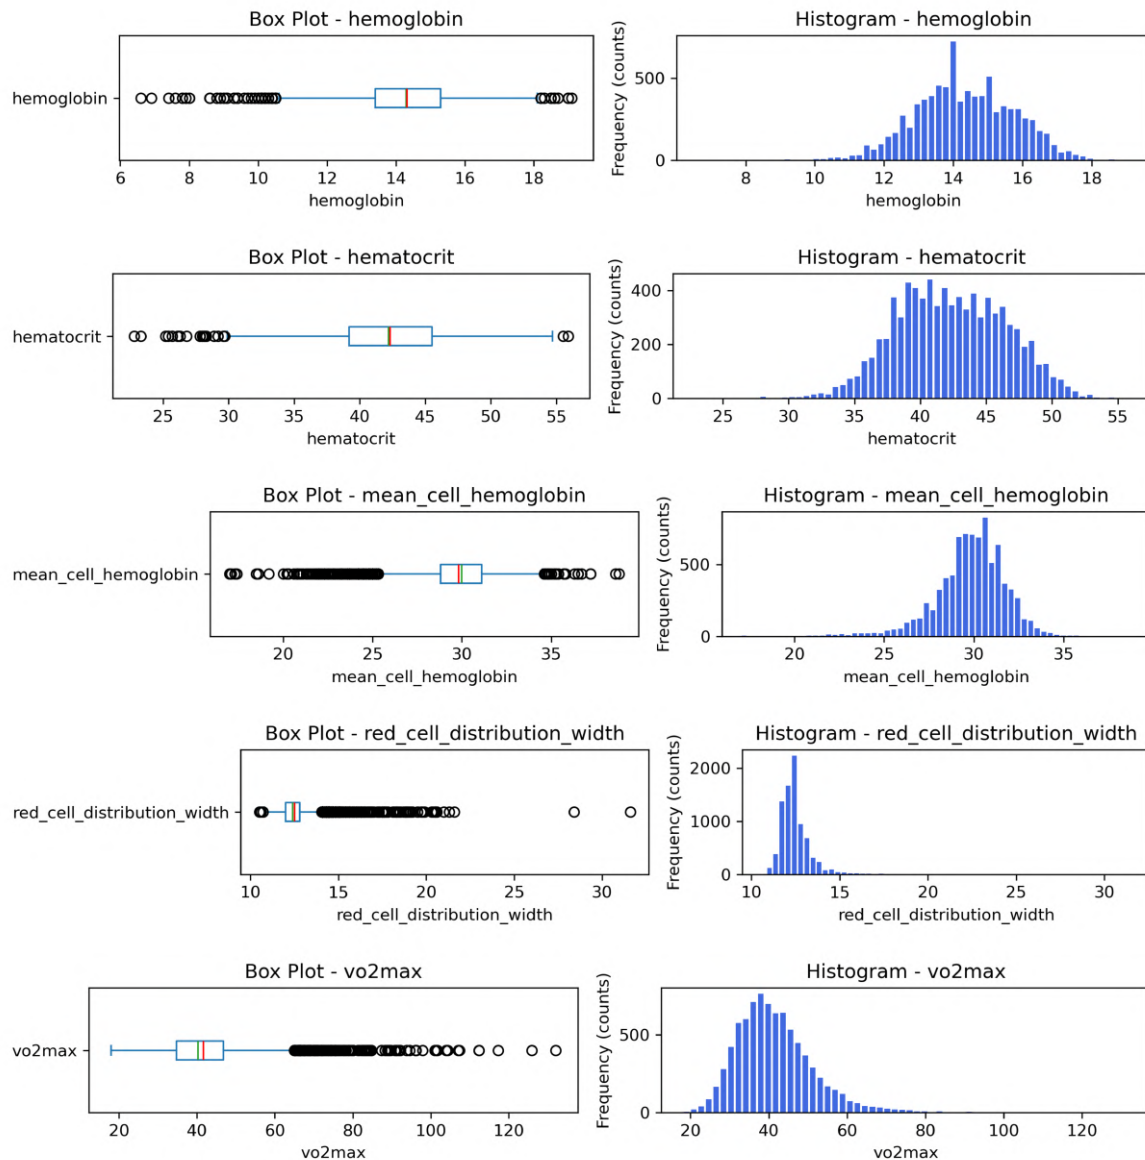 Box Plot - hemoglobin
hemoglobin
6 8 10 12 14 16 18
hemoglobin
Histogram - hemoglobin
Frequency (counts)
500
0
8 10 12 14 16 18
hemoglobin
Box Plot - hematocrit
hematocrit
25 30 35 40 45 50 55
hematocrit
Histogram - hematocrit
Frequency (counts)
400
200
0
25 30 35 40 45 50 55
hematocrit
Box Plot - mean_cell_hemoglobin
mean_cell_hemoglobin
20 25 30 35
mean_cell_hemoglobin
Histogram - mean_cell_hemoglobin
Frequency (counts)
500
0
20 25 30 35
mean_cell_hemoglobin
Box Plot - red_cell_distribution_width
red_cell_distribution_width
10 15 20 25 30
red_cell_distribution_width
Histogram - red_cell_distribution_width
Frequency (counts)
2000
1000
0
10 15 20 25 30
red_cell_distribution_width
Box Plot - vo2max
vo2max
20 40 60 80 100 120
vo2max
Histogram - vo2max
Frequency (counts)
500
0
20 40 60 80 100 120
vo2max